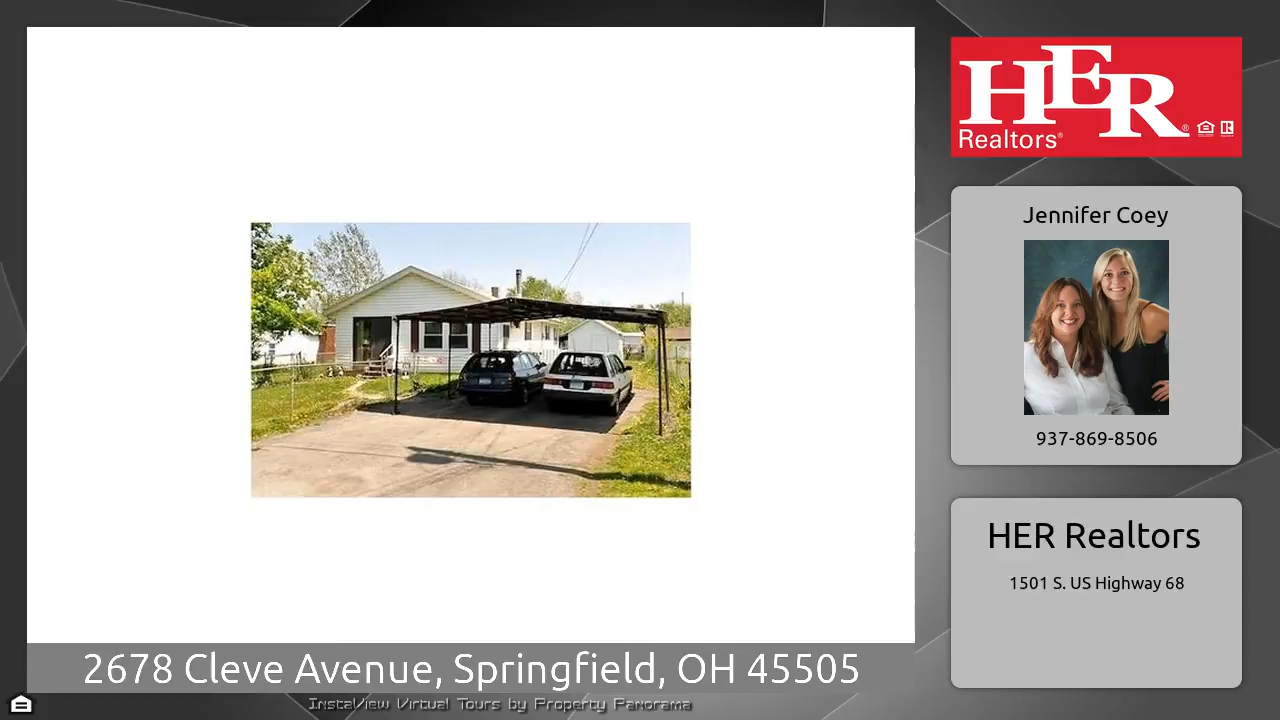 HER®
Realtors®
Jennifer Coey
937-869-8506
HER Realtors
1501 S. US Highway 68
2678 Cleve Avenue, Springfield, OH 45505
InstaView Virtual Tours by Property Panorama